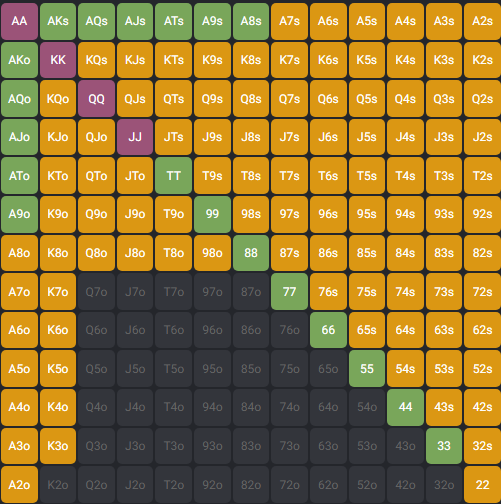 AA AKs AQs AJs ATs A9s A8s A7s A6s A5s A4s A3s A2s
AKo KK KQs KJs KTs K9s K8s K7s K6s K5s K4s K3s K2s
AQo KQo QQ QJs QTs Q9s Q8s Q7s Q6s Q5s Q4s Q3s Q2s
AJo KJo QJo JJ JTs J9s J8s J7s J6s J5s J4s J3s J2s
ATo KTo QTo JTo TT T9s T8s T7s T6s T5s T4s T3s T2s
A9o K9o Q9o J9o T9o 99 98s 97s 96s 95s 94s 93s 92s
A8o K8o Q8o J8o T8o 98o 88 87s 86s 85s 84s 83s 82s
A7o K7o Q7o J7o T7o 97o 87o 77 76s 75s 74s 73s 72s
A6o K6o Q6o J6o T6o 96o 86o 76o 66 65s 64s 63s 62s
A5o K5o Q5o J5o T5o 95o 85o 75o 65o 55 54s 53s 52s
A4o K4o Q4o J4o T4o 94o 84o 74o 64o 54o 44 43s 42s
A3o K3o Q3o J3o T3o 93o 83o 73o 63o 53o 43o 33 32s
A2o K2o Q2o J2o T2o 92o 82o 72o 62o 52o 42o 32o 22